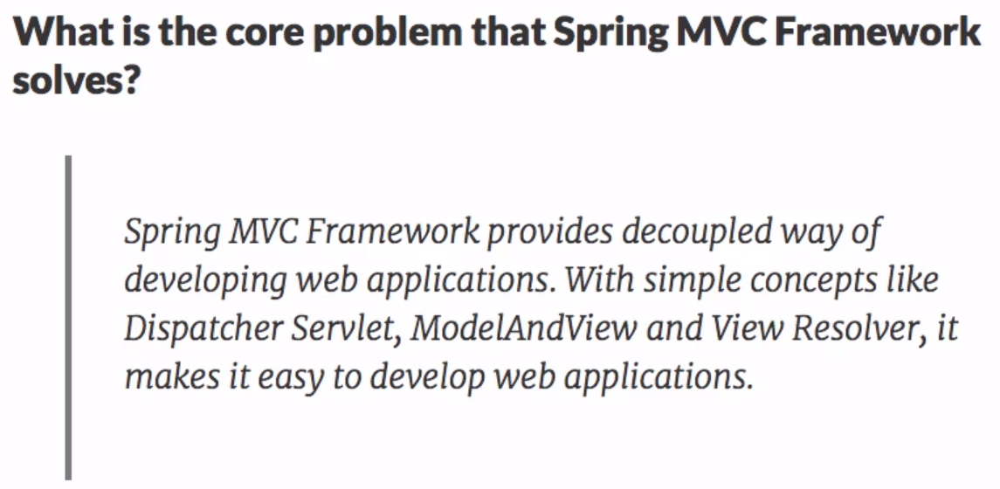 What is the core problem that Spring MVC Framework
solves?
Spring MVC Framework provides decoupled way of
developing web applications. With simple concepts like
Dispatcher Servlet, ModelAndView and View Resolver, it
makes it easy to develop web applications.